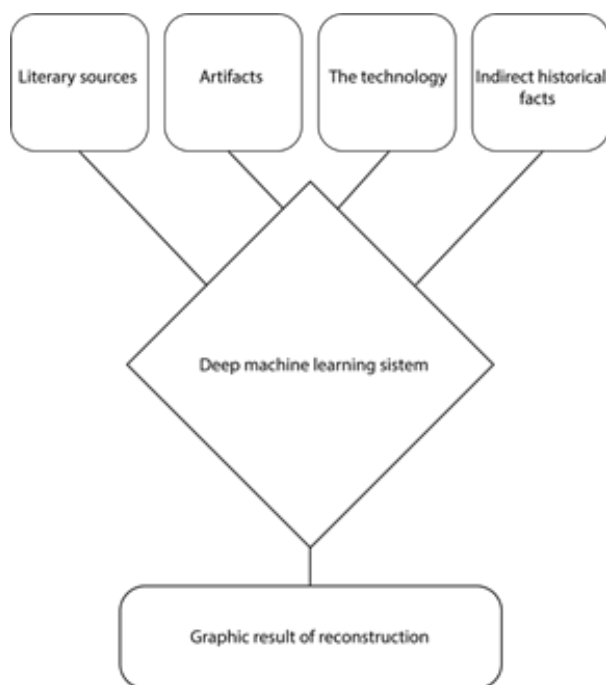 Literary sources
Artifacts
The technology
Indirect historical
facts
Deep machine learning sistem
Graphic result of reconstruction